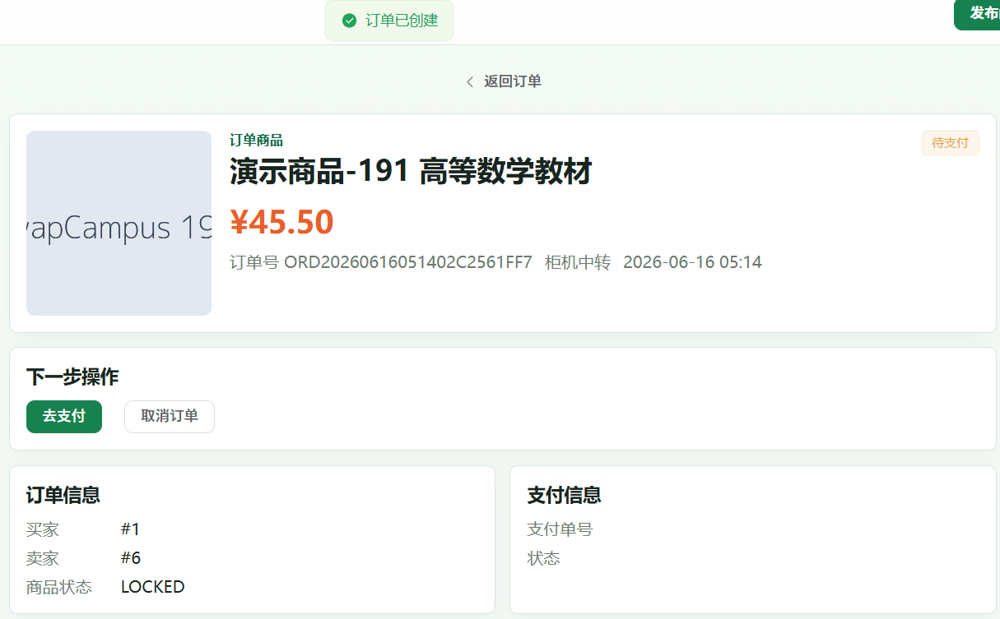 订单已创建
发布
返回订单
订单商品
待支付
演示商品-191 高等数学教材
¥45.50
apCampus 19
订单号 ORD20260616051402C2561FF7 柜机中转 2026-06-16 05:14
下一步操作
去支付 取消订单
订单信息
买家 #1
卖家 #6
商品状态 LOCKED
支付信息
支付单号
状态